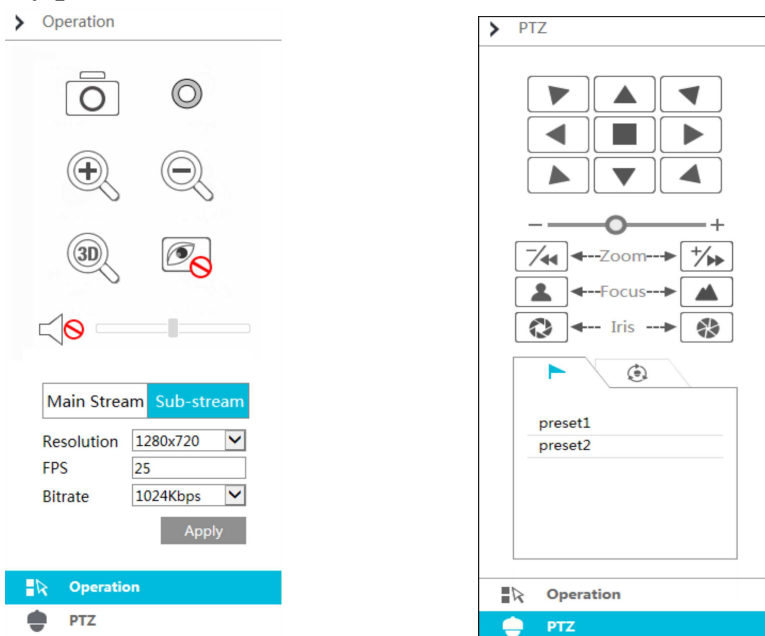 Operation
3D
Main Stream Sub-stream
Resolution 1280x720
FPS 25
Bitrate 1024Kbps
Apply
Operation
PTZ
PTZ
Zoom
Focus
Iris
preset1
preset2
Operation
PTZ